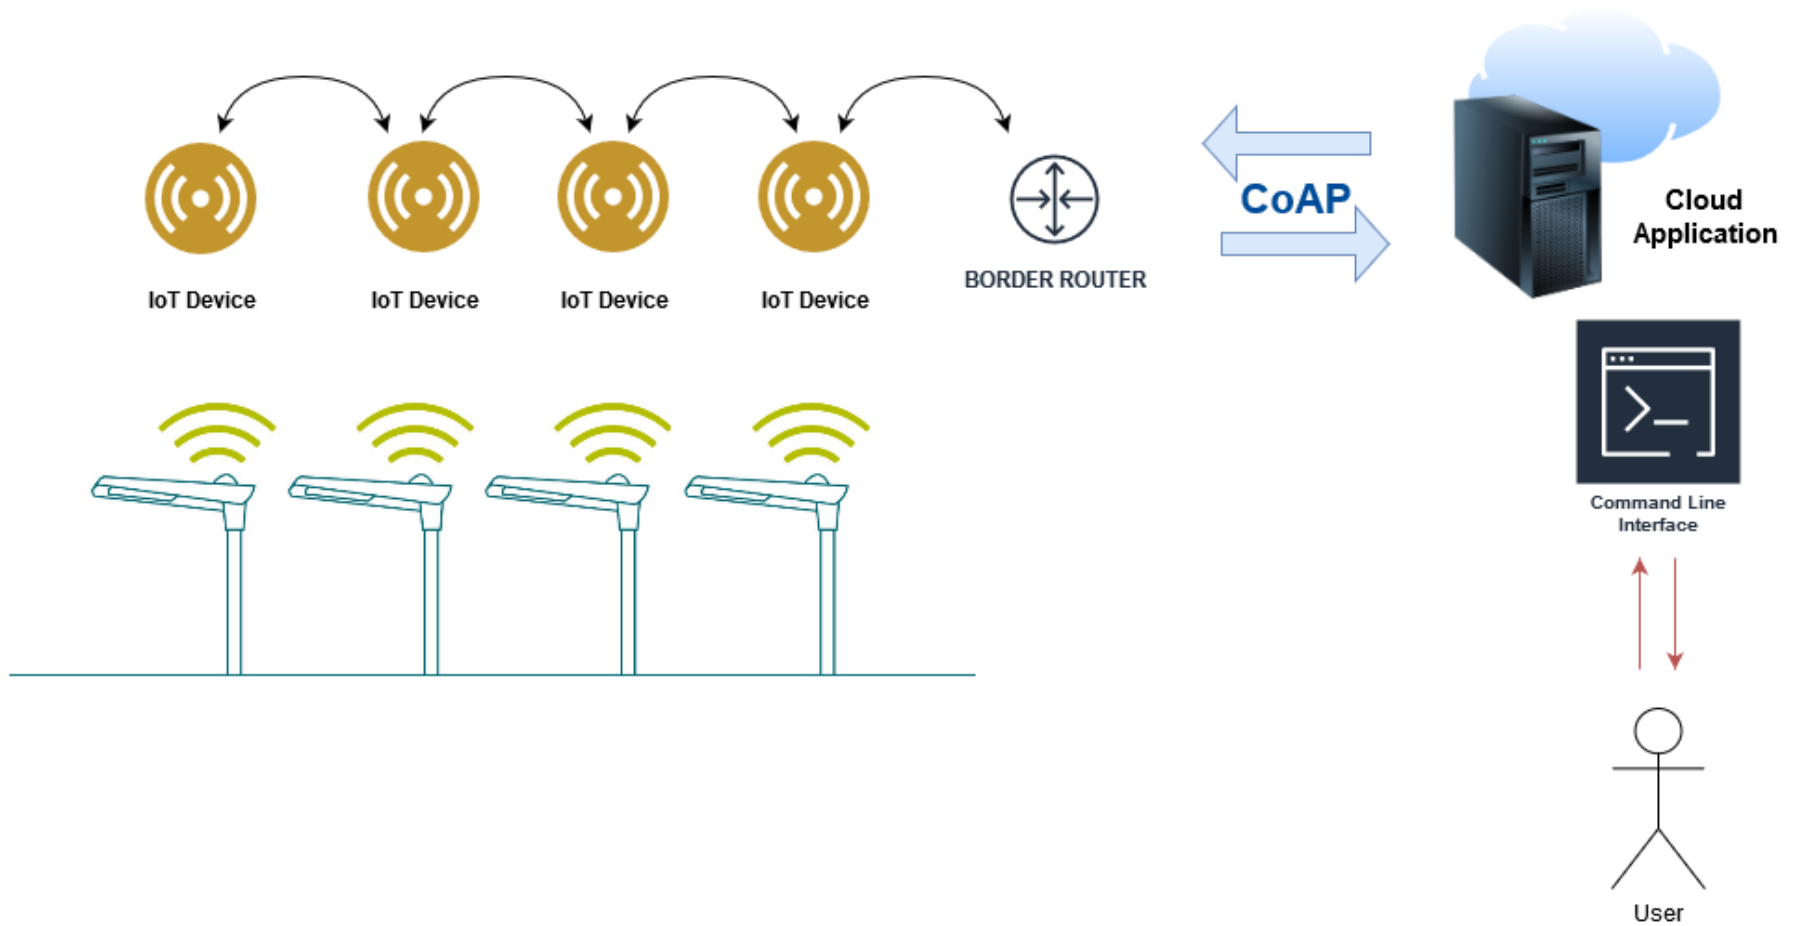 IoT Device
IoT Device
IoT Device
IoT Device
BORDER ROUTER
CoAP
Cloud
Application
Command Line
Interface
User